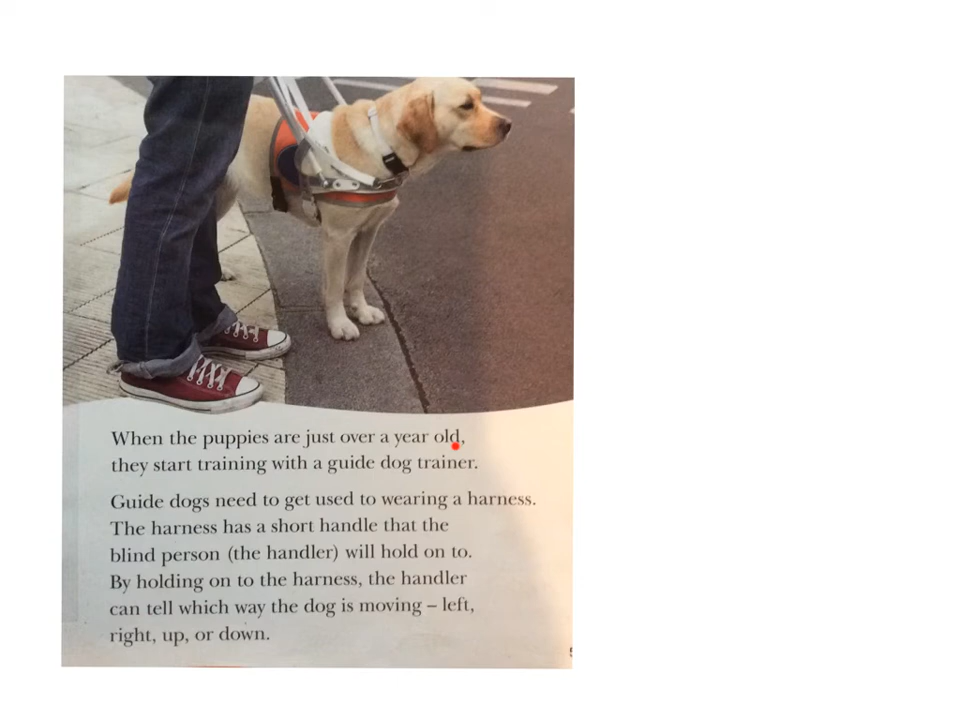 When the puppies are just over a year old,
they start training with a guide dog trainer.
Guide dogs need to get used to wearing a harness.
The harness has a short handle that the
blind person (the handler) will hold on to.
By holding on to the harness, the handler
can tell which way the dog is moving – left,
right, up, or down.